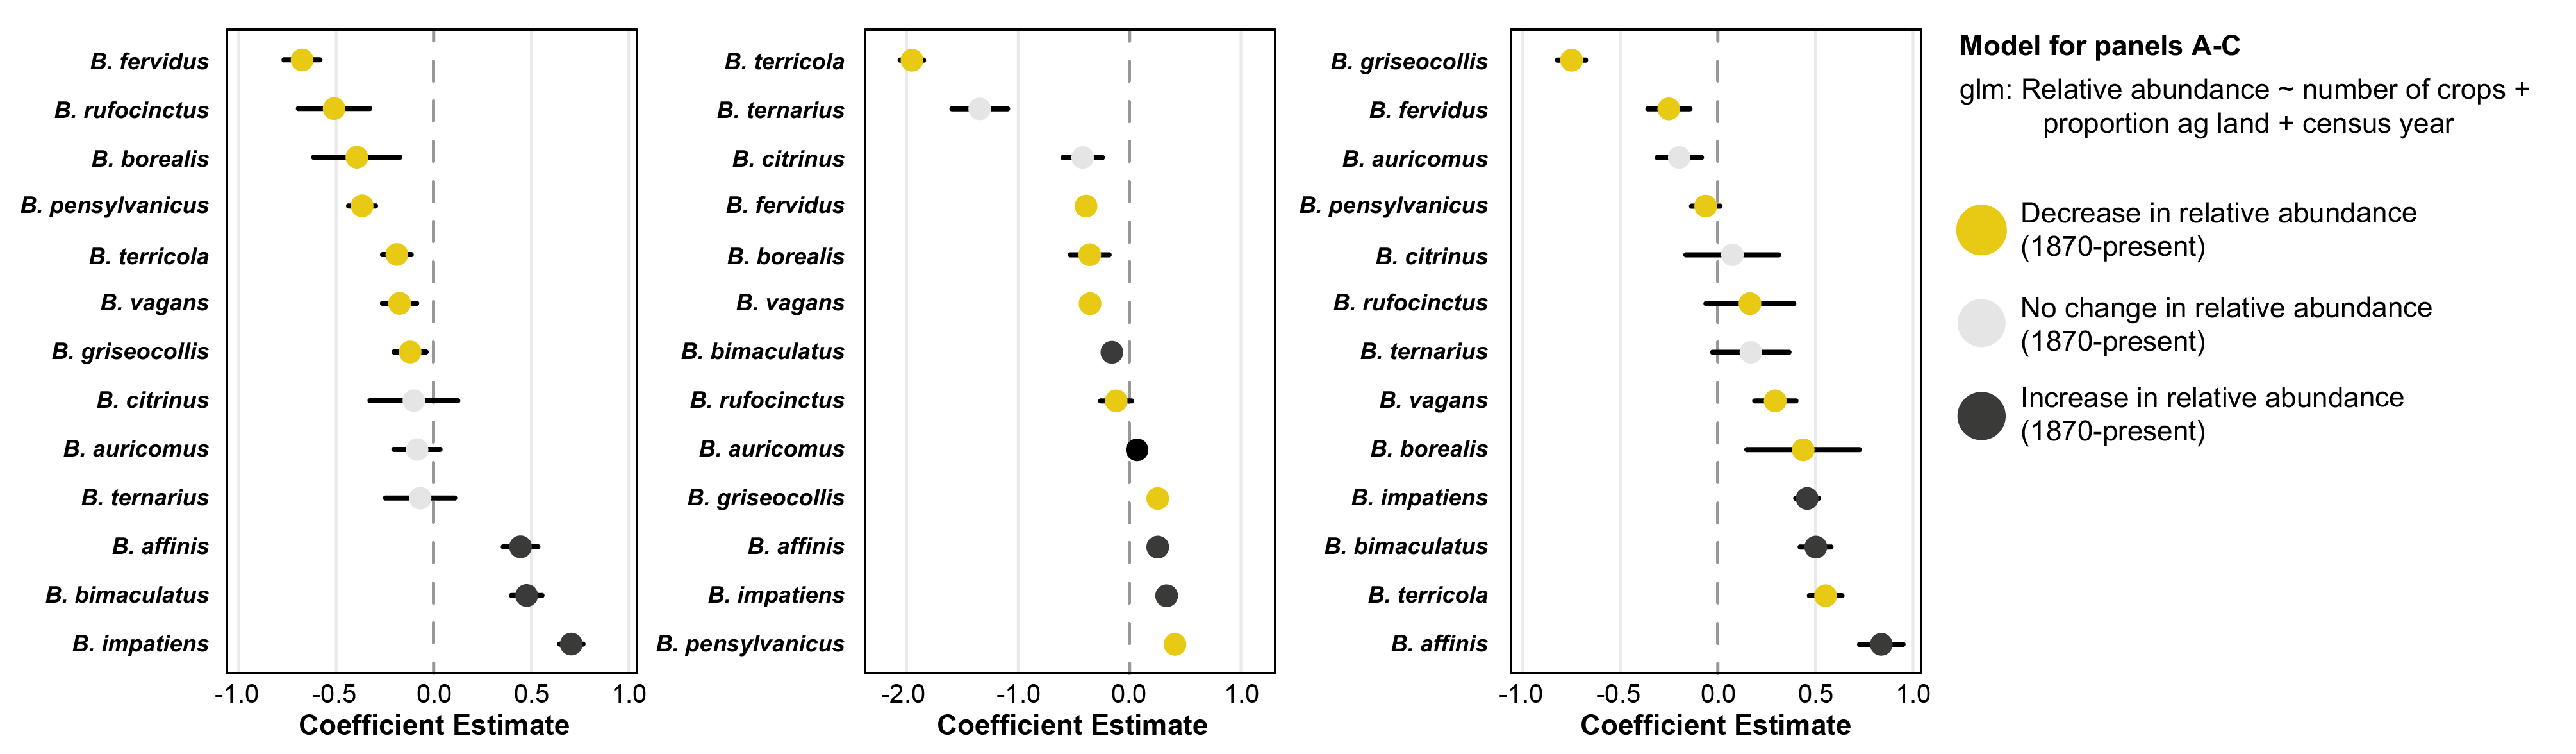 B. fervidus
B. rufocinctus
B. borealis
B. pensylvanicus
B. terricola
B. vagans
B. griseocollis
B. citrinus
B. auricomus
B. ternarius
B. affinis
B. bimaculatus
B. impatiens
-1.0 -0.5 0.0 0.5 1.0
Coefficient Estimate
B. terricola
B. ternarius
B. citrinus
B. fervidus
B. borealis
B. vagans
B. bimaculatus
B. rufocinctus
B. auricomus
B. griseocollis
B. affinis
B. impatiens
B. pensylvanicus
-2.0 -1.0 0.0 1.0
Coefficient Estimate
B. griseocollis
B. fervidus
B. auricomus
B. pensylvanicus
B. citrinus
B. rufocinctus
B. ternarius
B. vagans
B. borealis
B. impatiens
B. bimaculatus
B. terricola
B. affinis
-1.0 -0.5 0.0 0.5 1.0
Coefficient Estimate
Model for panels A-C
glm: Relative abundance ~ number of crops +
proportion ag land + census year
Decrease in relative abundance
(1870-present)
No change in relative abundance
(1870-present)
Increase in relative abundance
(1870-present)